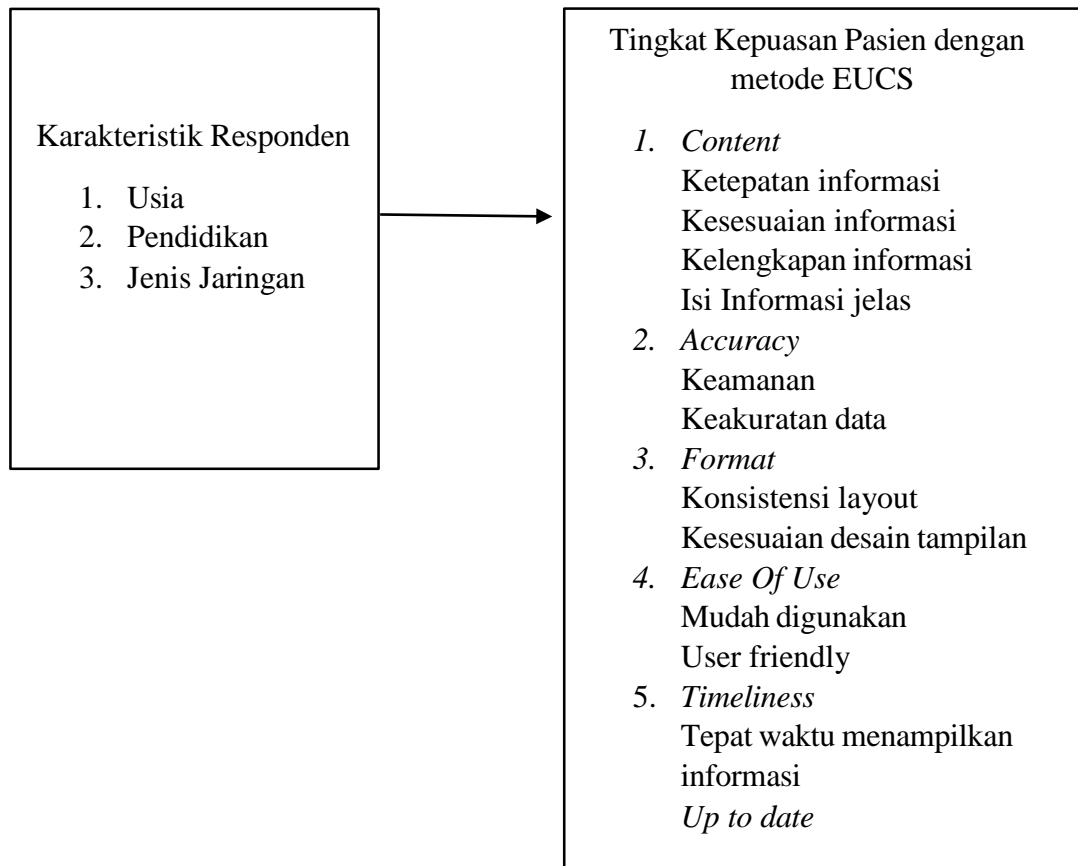 Karakteristik Responden
1. Usia
2. Pendidikan
3. Jenis Jaringan
Tingkat Kepuasan Pasien dengan
metode EUCS
1. Content
Ketepatan informasi
Kesesuaian informasi
Kelengkapan informasi
Isi Informasi jelas
2. Accuracy
Keamanan
Keakuratan data
3. Format
Konsistensi layout
Kesesuaian desain tampilan
4. Ease Of Use
Mudah digunakan
User friendly
5. Timeliness
Tepat waktu menampilkan
informasi
Up to date